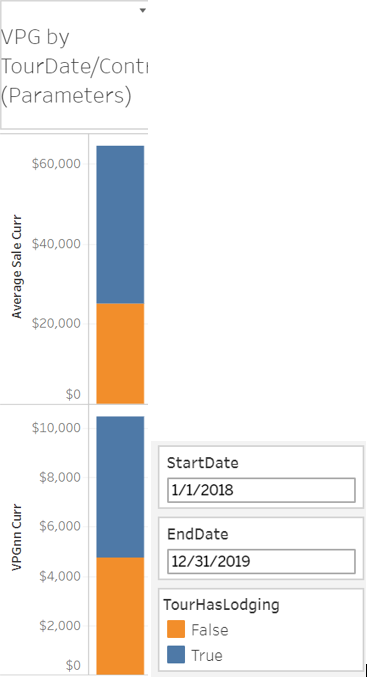 VPG by
TourDate/Contr
(Parameters)
$60,000
$40,000
$20,000
$0
Average Sale Curr
$10,000
$8,000
$6,000
$4,000
$2,000
$0
VPGnn Curr
StartDate
1/1/2018
EndDate
12/31/2019
TourHasLodging
False
True